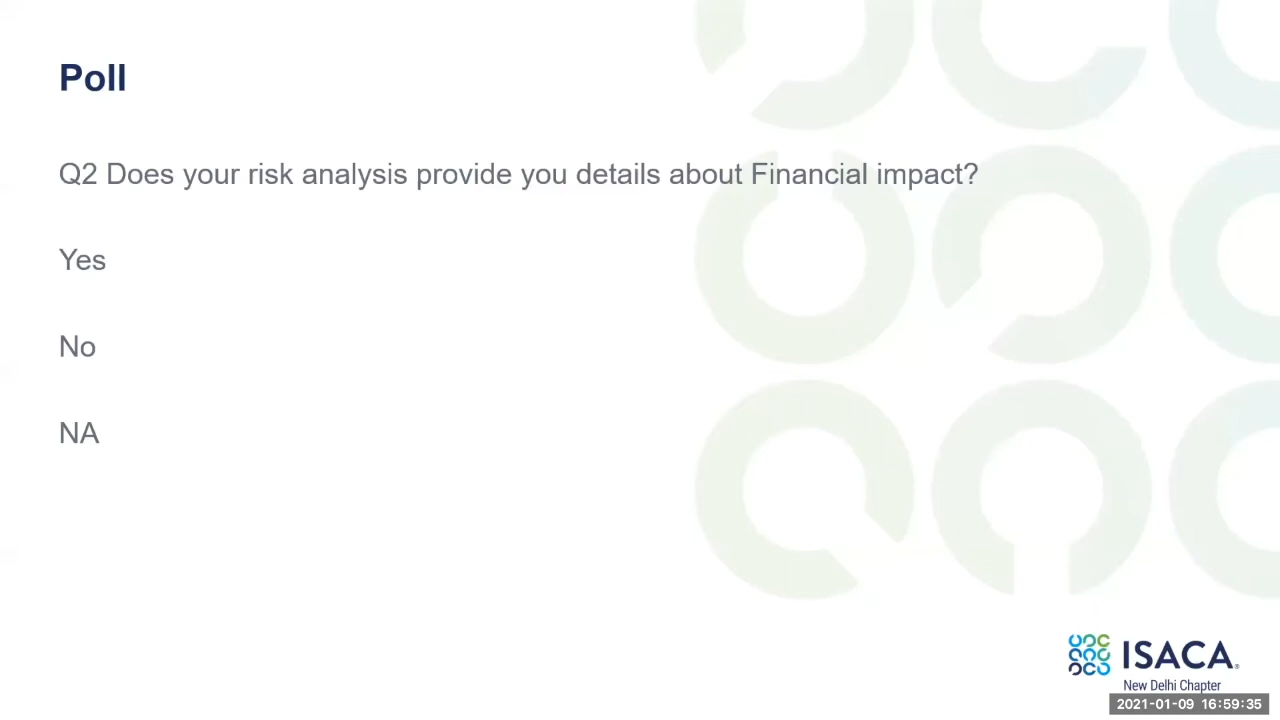 Poll
Q2 Does your risk analysis provide you details about Financial impact?
Yes
No
NA
ISACA®
New Delhi Chapter
2021-01-09 16:59:35